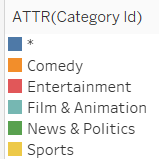 ATTR(Category Id)
*
Comedy
Entertainment
Film & Animation
News & Politics
Sports